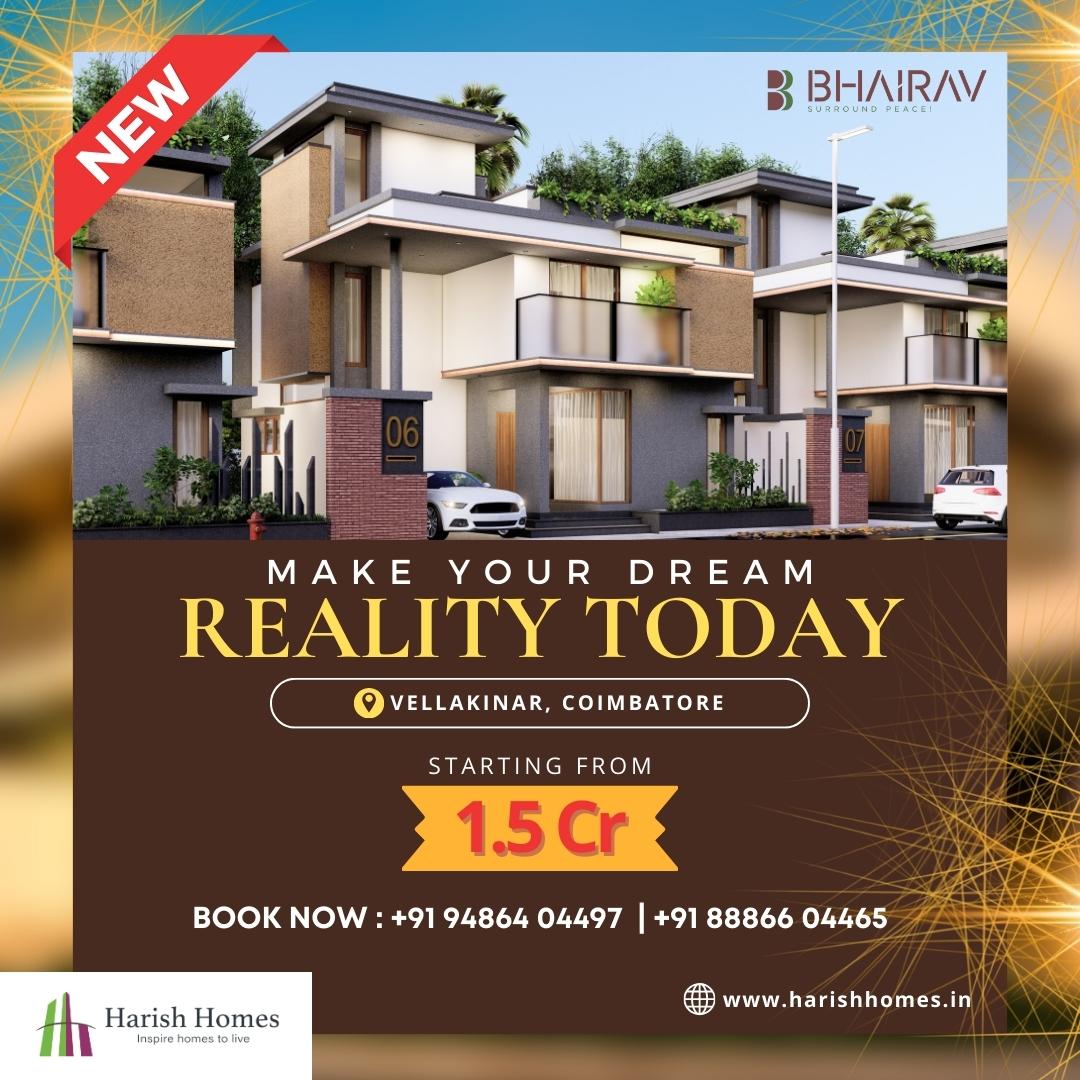 NEW
BHAIRAV
SURROUND PEACE!
06
07
MAKE YOUR DREAM
REALITY TODAY
VELLAKINAR, COIMBATORE
STARTING FROM
1.5 Cr
BOOK NOW : +91 94864 04497 | +91 88866 04465
www.harishhomes.in
Harish Homes
Inspire homes to live